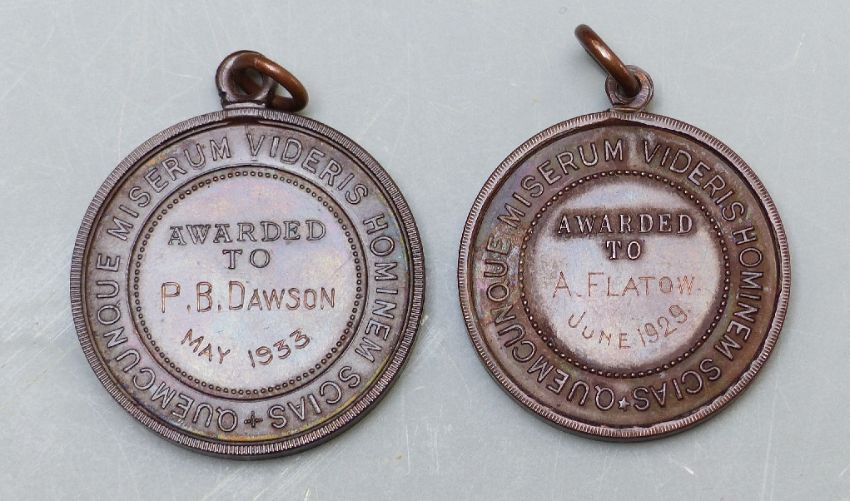 QUEMCUNQUE MISERUM VIDERIS HOMINEM SCIAS +
AWARDED
TO
P.B. DAWSON
MAY 1933
QUEMCUNQUE MISERUM VIDERIS HOMINEM SCIAS ★
AWARDED
TO
A. FLATOW.
JUNE 1929.